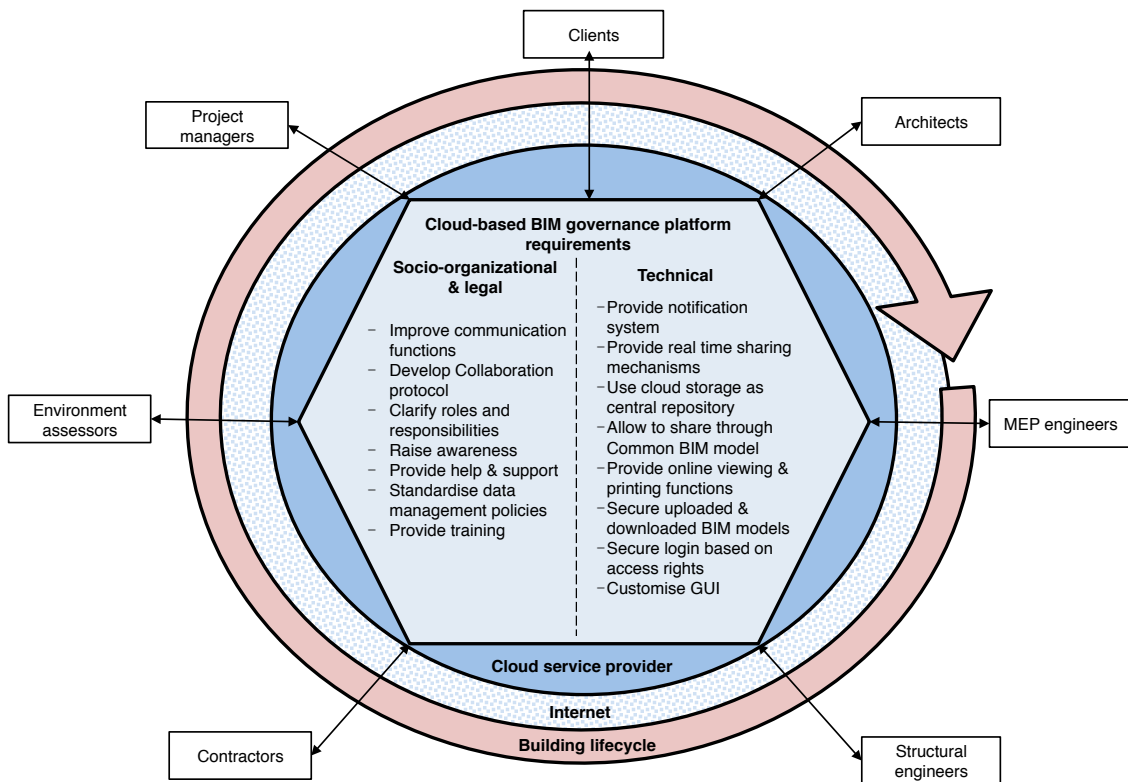 Clients
Project
managers
Architects
Cloud-based BIM governance platform
requirements
Socio-organizational
& legal
– Improve communication
functions
– Develop Collaboration
protocol
– Clarify roles and
responsibilities
– Raise awareness
– Provide help & support
– Standardise data
management policies
– Provide training
Technical
– Provide notification
system
– Provide real time sharing
mechanisms
– Use cloud storage as
central repository
– Allow to share through
Common BIM model
– Provide online viewing &
printing functions
– Secure uploaded &
downloaded BIM models
– Secure login based on
access rights
– Customise GUI
Environment
assessors
MEP engineers
Cloud service provider
Internet
Building lifecycle
Contractors
Structural
engineers